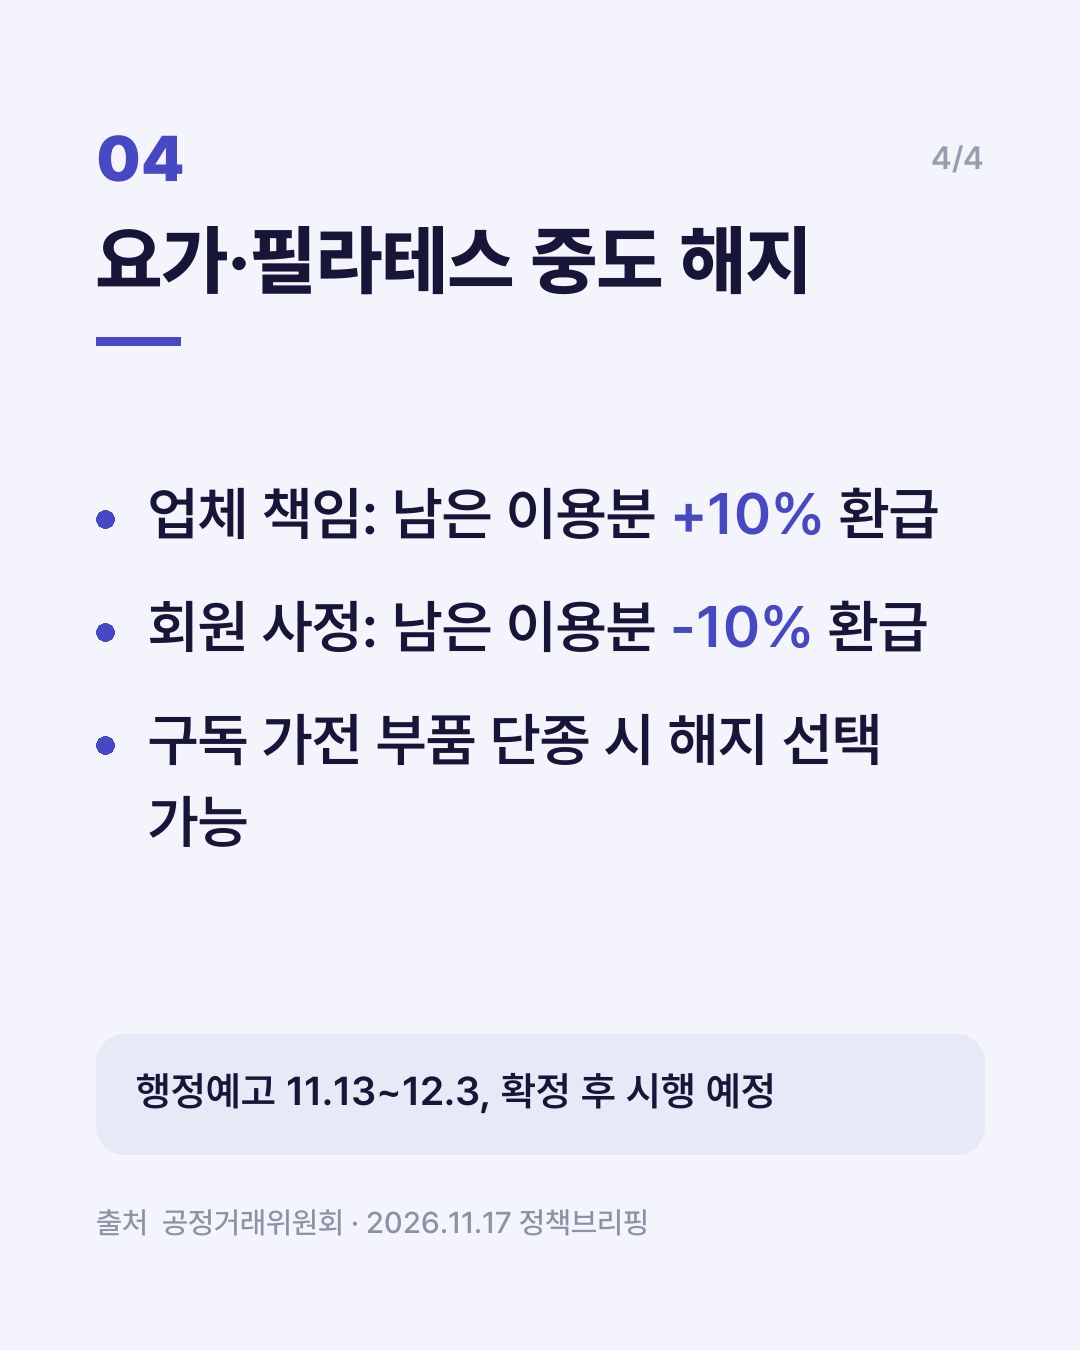 04
4/4
요가·필라테스 중도 해지
업체 책임: 남은 이용분 +10% 환급
회원 사정: 남은 이용분 -10% 환급
구독 가전 부품 단종 시 해지 선택
가능
행정예고 11.13~12.3, 확정 후 시행 예정
출처 공정거래위원회 · 2026.11.17 정책브리핑